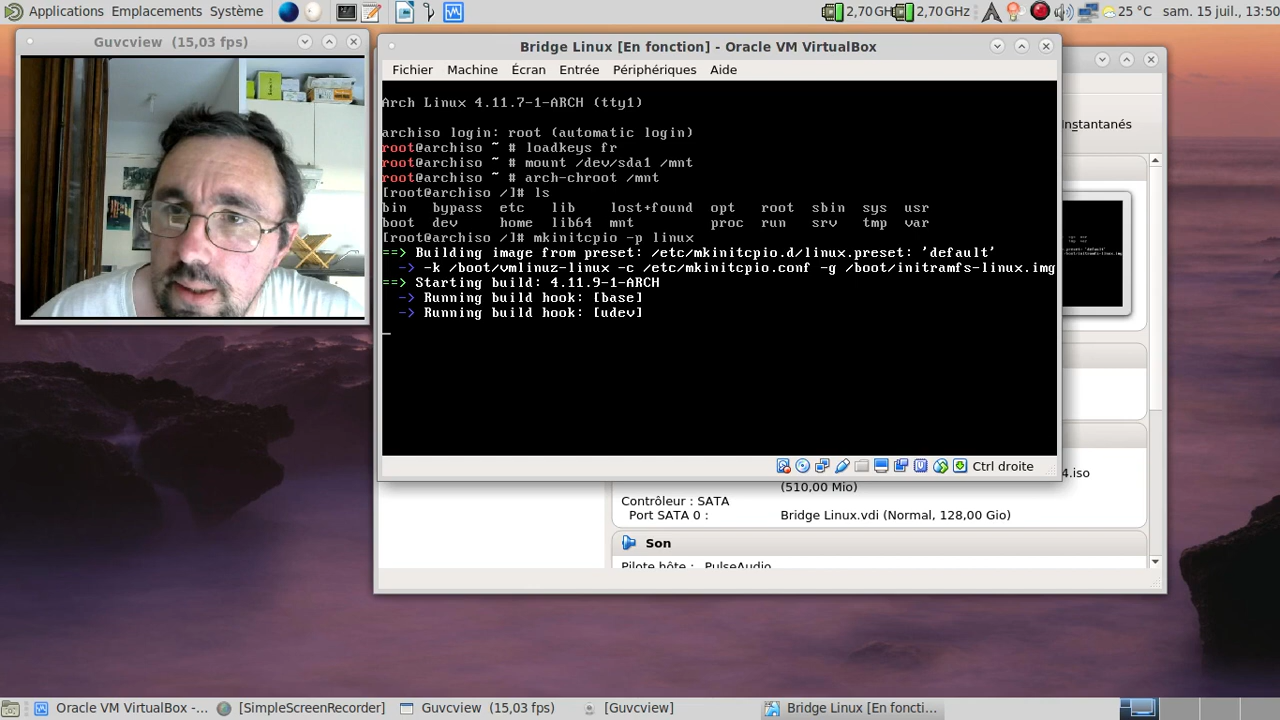 Applications Emplacements Système
2,70 GH
2,70 GHz
25 °C
sam. 15 juil., 13:50
Guvcview (15,03 fps)
Bridge Linux [En fonction] - Oracle VM VirtualBox
Fichier Machine Écran Entrée Périphériques Aide
Arch Linux 4.11.7-1-ARCH (tty1)
archiso login: root (automatic login)
root@archiso ~ # loadkeys fr
root@archiso ~ # mount /dev/sda1 /mnt
root@archiso ~ # arch-chroot /mnt
[root@archiso /]# ls
bin bypass etc lib lost+found opt root sbin sys usr
boot dev home lib64 mnt proc run srv tmp var
[root@archiso /]# mkinitcpio -p linux
==> Building image from preset: /etc/mkinitcpio.d/linux.preset: 'default'
-> -k /boot/vmlinuz-linux -c /etc/mkinitcpio.conf -g /boot/initramfs-linux.img
==> Starting build: 4.11.9-1-ARCH
-> Running build hook: [base]
-> Running build hook: [udev]
Ctrl droite
Instantanés
4.iso
(510,00 Mio)
Contrôleur : SATA
Port SATA 0 : Bridge Linux.vdi (Normal, 128,00 Gio)
Son
Pilote hôte : PulseAudio
Oracle VM VirtualBox -... [SimpleScreenRecorder] Guvcview (15,03 fps) [Guvcview] Bridge Linux [En foncti...